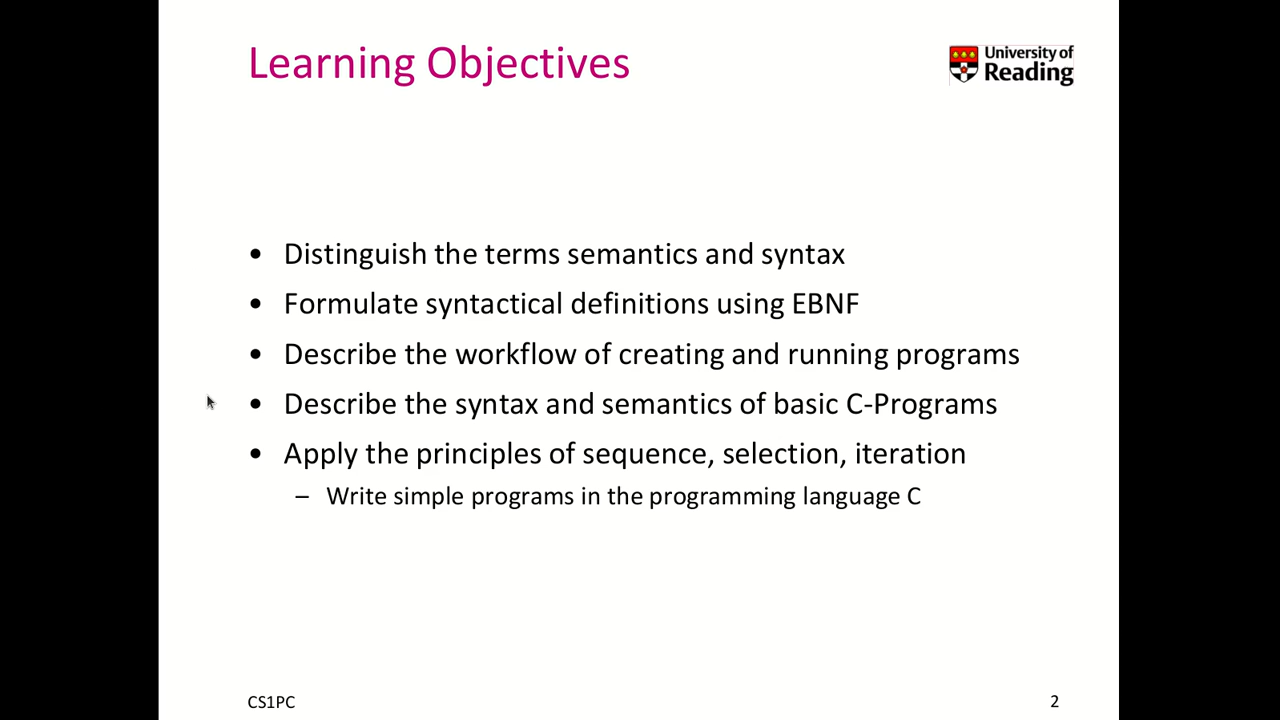 Learning Objectives
University of
Reading
• Distinguish the terms semantics and syntax
• Formulate syntactical definitions using EBNF
• Describe the workflow of creating and running programs
• Describe the syntax and semantics of basic C-Programs
• Apply the principles of sequence, selection, iteration
– Write simple programs in the programming language C
CS1PC
2